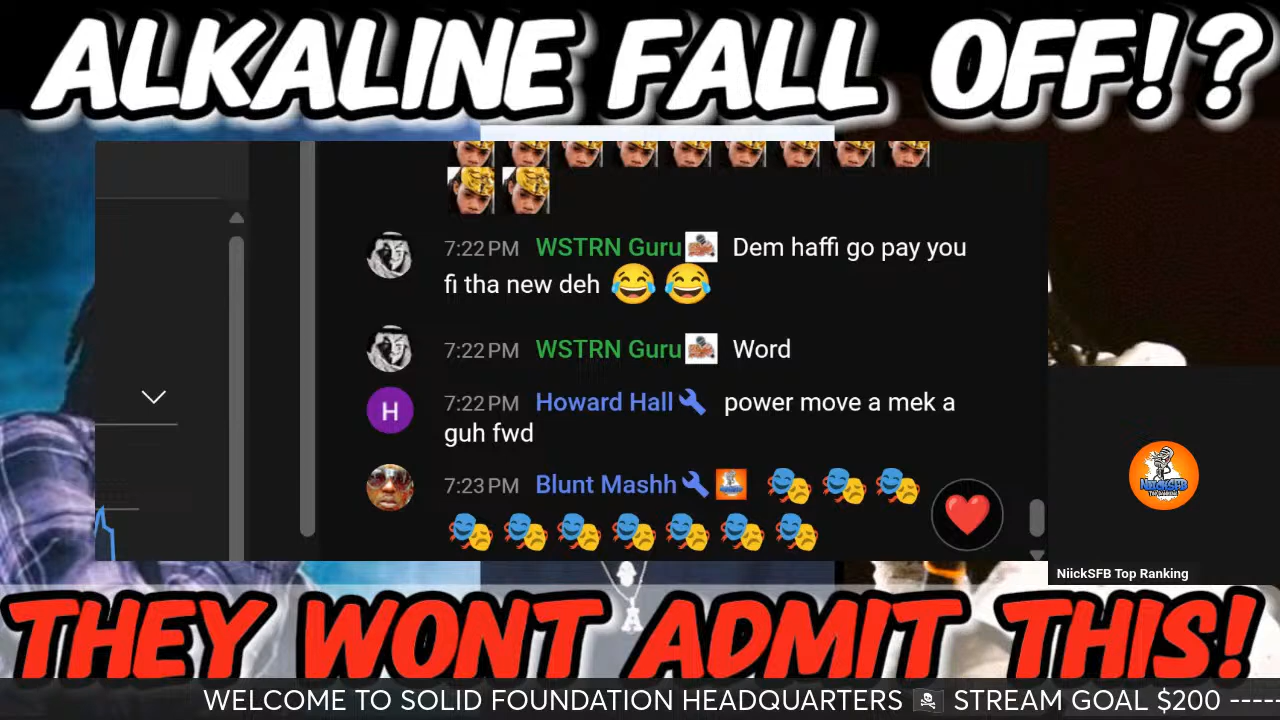 ALKALINE FALL OFF!?
7:22 PM WSTRN Guru Dem haffi go pay you
fi tha new deh 😂 😂
7:22 PM WSTRN Guru Word
H 7:22 PM Howard Hall power move a mek a
guh fwd
7:23 PM Blunt Mashh 🎭 🎭 🎭
🎭 🎭 🎭 🎭 🎭 🎭 🎭
NIICKSFB
NiickSFB Top Ranking
A
THEY WONT ADMIT THIS!
WELCOME TO SOLID FOUNDATION HEADQUARTERS ☠ STREAM GOAL $200 -----